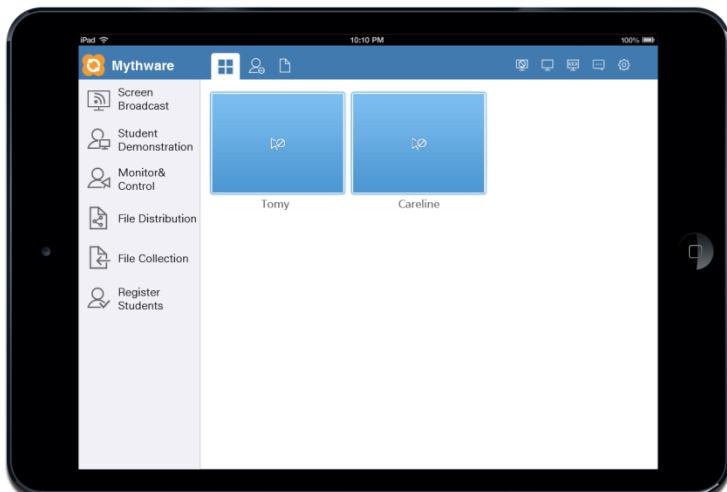 iPad 10:10 PM 100%
Mythware
Screen
Broadcast
Student
Demonstration
Monitor&
Control
File Distribution
File Collection
Register
Students
Tomy Careline